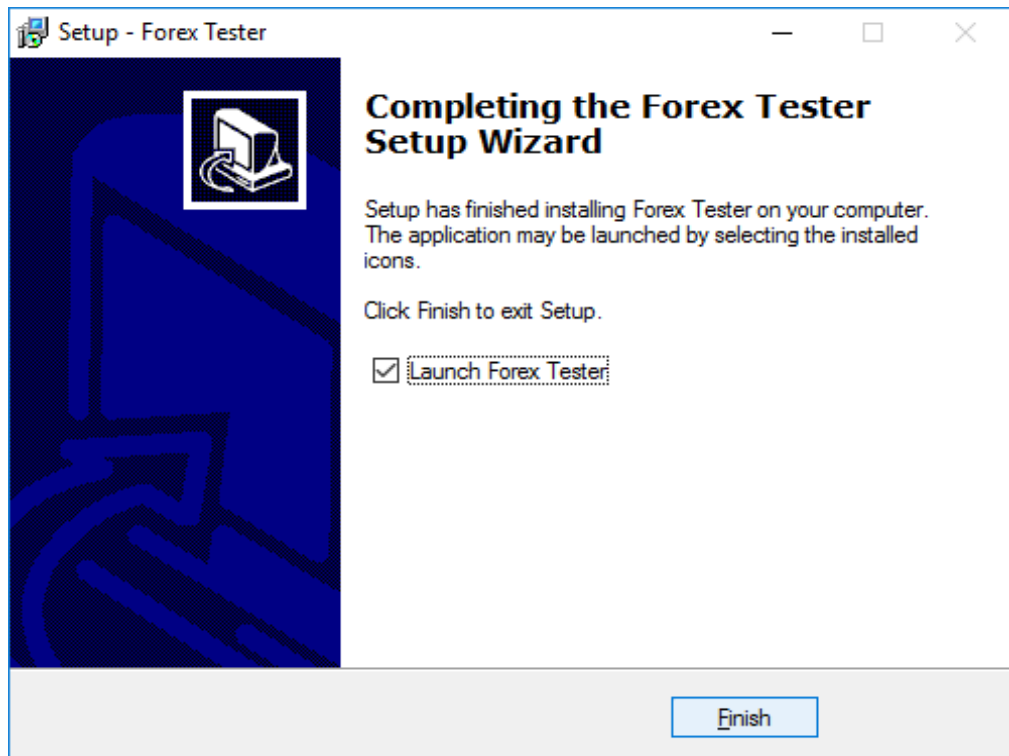 Setup - Forex Tester
Completing the Forex Tester
Setup Wizard
Setup has finished installing Forex Tester on your computer.
The application may be launched by selecting the installed
icons.
Click Finish to exit Setup.
Launch Forex Tester
Finish